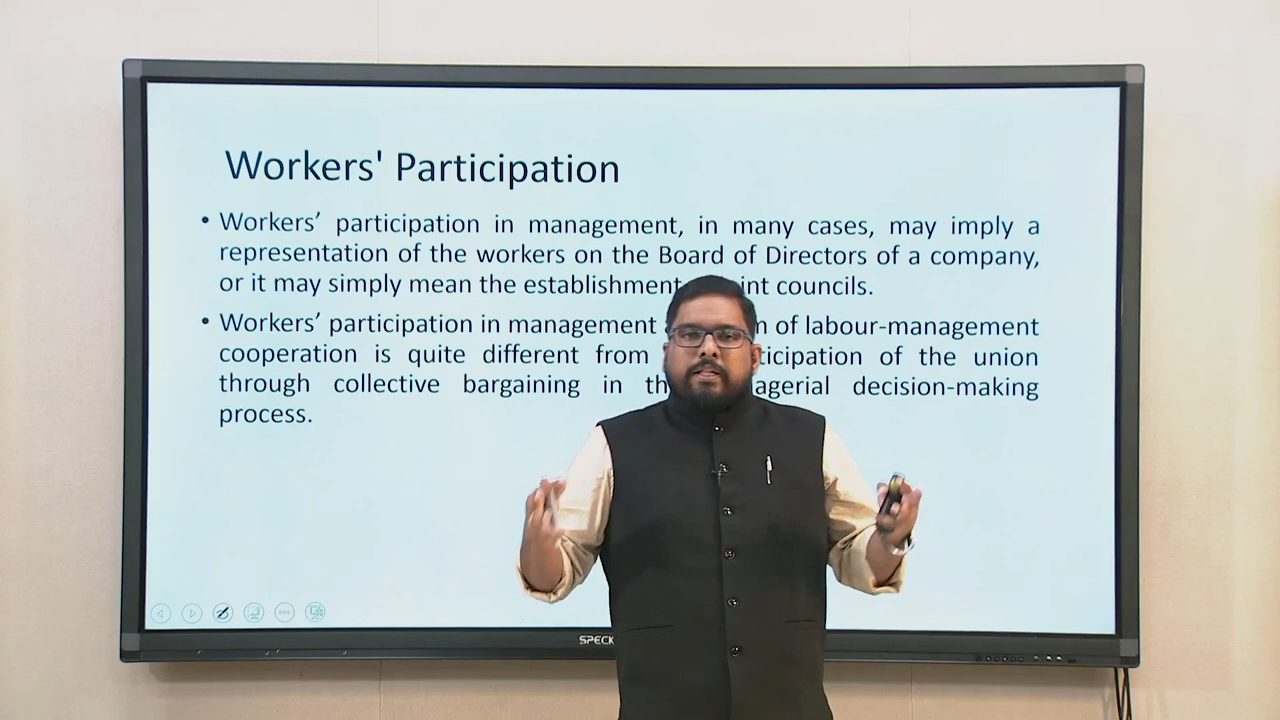 Workers' Participation
• Workers’ participation in management, in many cases, may imply a
representation of the workers on the Board of Directors of a company,
or it may simply mean the establishment int councils.
• Workers’ participation in management n of labour-management
cooperation is quite different from ticipation of the union
through collective bargaining in th agerial decision-making
process.
SPECK